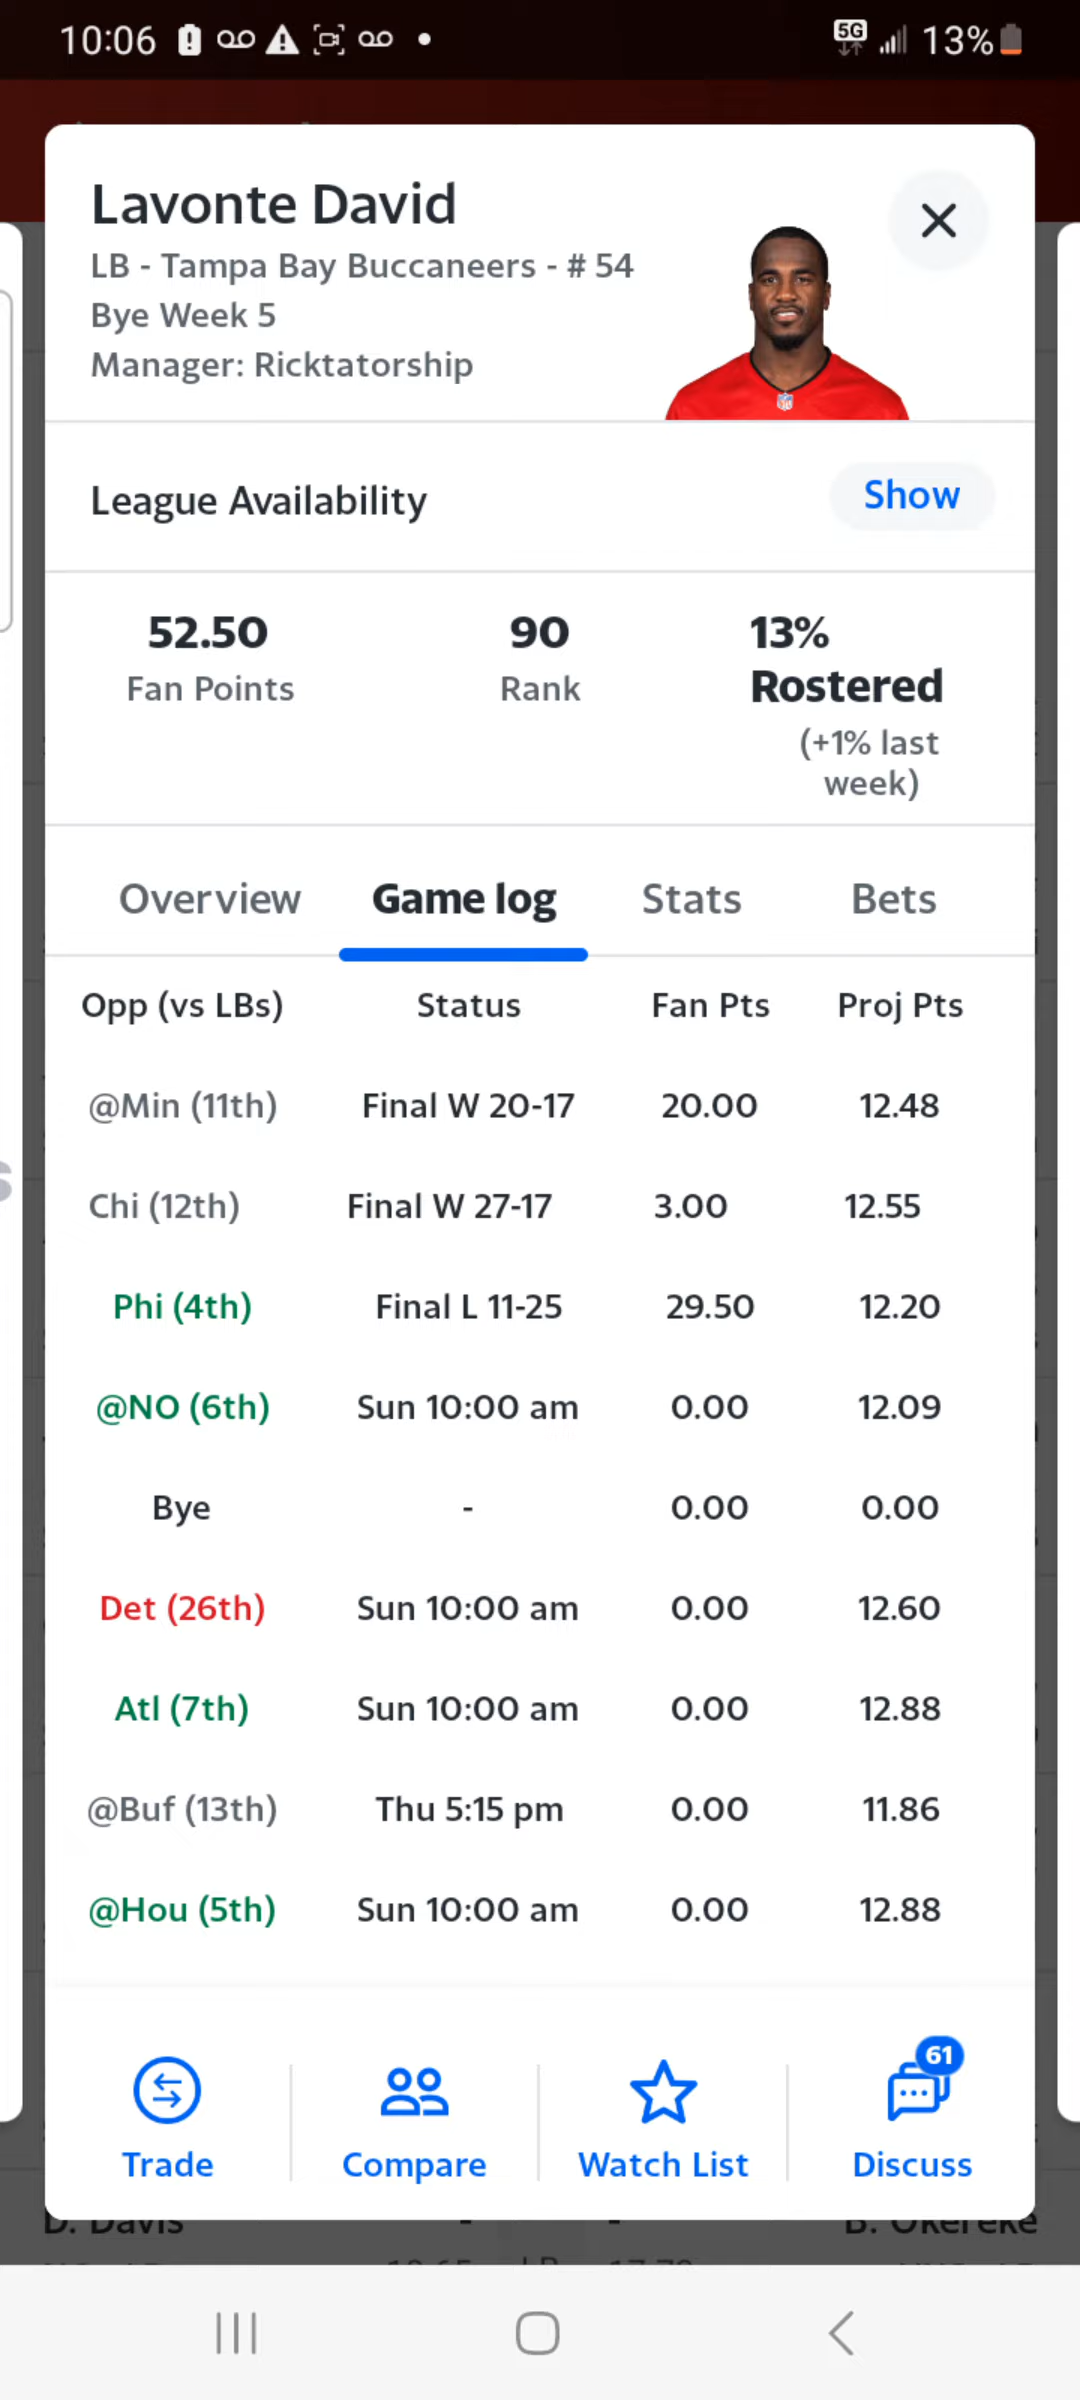 10:06
5G 13%
Lavonte David
LB - Tampa Bay Buccaneers - # 54
Bye Week 5
Manager: Ricktatorship
League Availability Show
52.50 90 13%
Fan Points Rank Rostered
(+1% last
week)
Overview Game log Stats Bets
Opp (vs LBs) Status Fan Pts Proj Pts
@Min (11th) Final W 20-17 20.00 12.48
Chi (12th) Final W 27-17 3.00 12.55
Phi (4th) Final L 11-25 29.50 12.20
@NO (6th) Sun 10:00 am 0.00 12.09
Bye - 0.00 0.00
Det (26th) Sun 10:00 am 0.00 12.60
Atl (7th) Sun 10:00 am 0.00 12.88
@Buf (13th) Thu 5:15 pm 0.00 11.86
@Hou (5th) Sun 10:00 am 0.00 12.88
61
Trade Compare Watch List Discuss
D. Davis - - B. Okereke